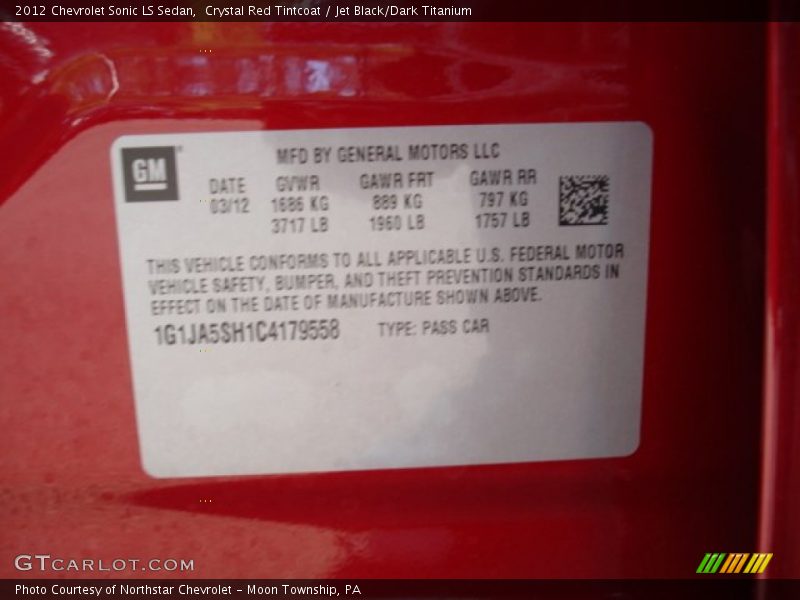 2012 Chevrolet Sonic LS Sedan,  Crystal Red Tintcoat / Jet Black/Dark Titanium
GM
MFD BY GENERAL MOTORS LLC
DATE GVWR GAWR FRT GAWR RR
03/12 1686 KG 889 KG 797 KG
3717 LB 1960 LB 1757 LB
THIS VEHICLE CONFORMS TO ALL APPLICABLE U.S. FEDERAL MOTOR
VEHICLE SAFETY, BUMPER, AND THEFT PREVENTION STANDARDS IN
EFFECT ON THE DATE OF MANUFACTURE SHOWN ABOVE.
1G1JA5SH1C4179558 TYPE: PASS CAR
GTCARLOT.COM
Photo Courtesy of Northstar Chevrolet - Moon Township, PA